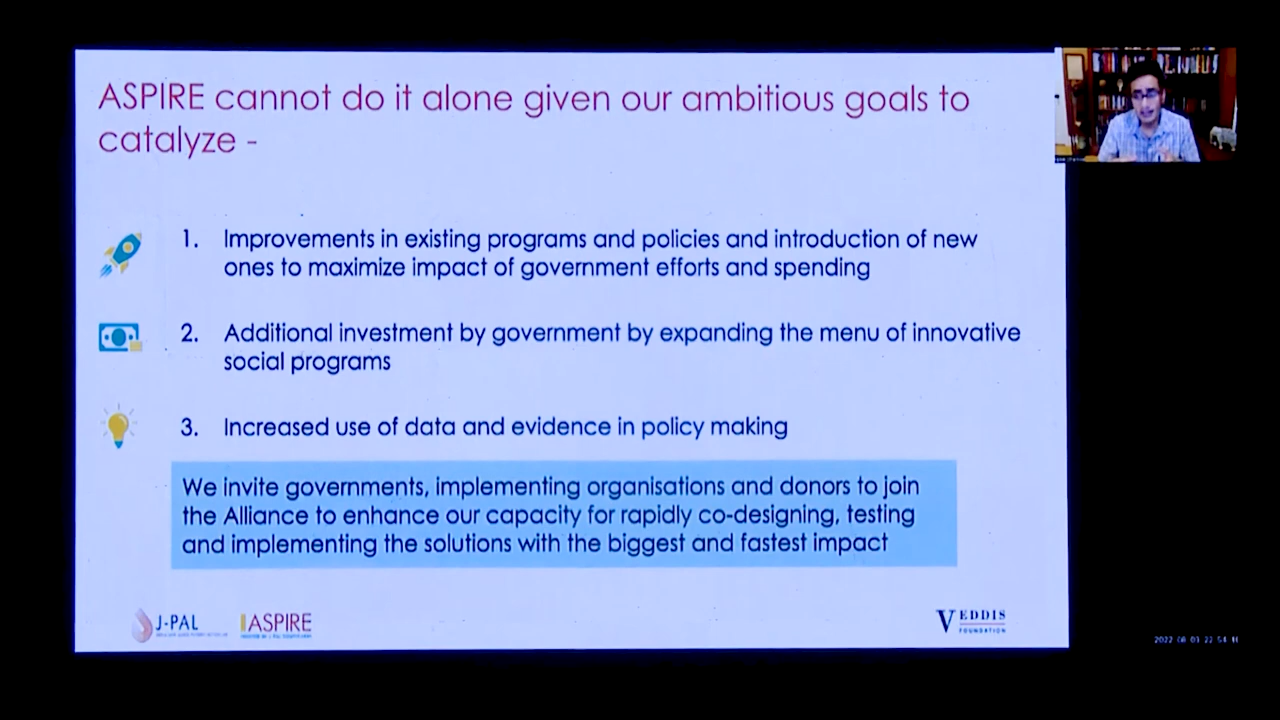 ASPIRE cannot do it alone given our ambitious goals to
catalyze -
1. Improvements in existing programs and policies and introduction of new
ones to maximize impact of government efforts and spending
2. Additional investment by government by expanding the menu of innovative
social programs
3. Increased use of data and evidence in policy making
We invite governments, implementing organisations and donors to join
the Alliance to enhance our capacity for rapidly co-designing, testing
and implementing the solutions with the biggest and fastest impact
J-PAL
ASPIRE
VEDDIS
FOUNDATION